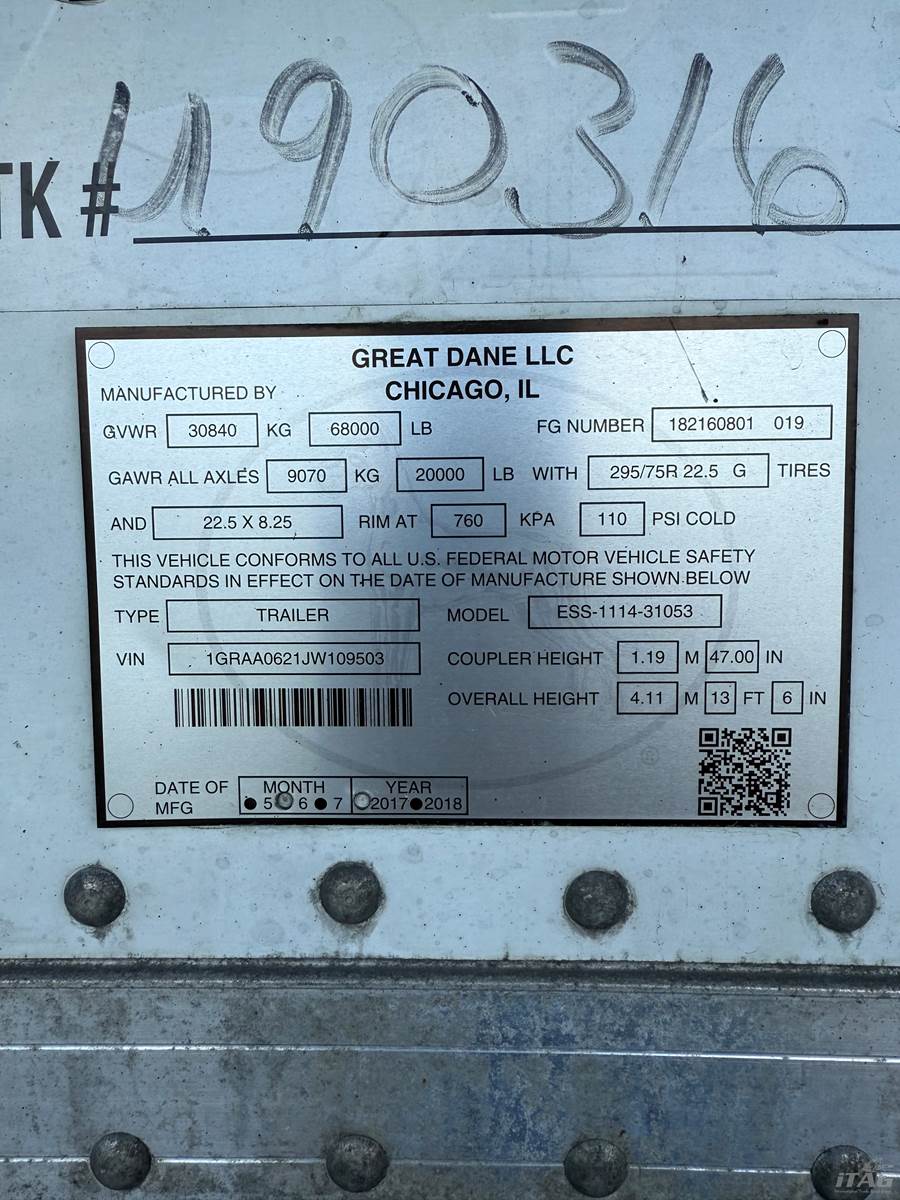 490316
TK #
GREAT DANE LLC
MANUFACTURED BY CHICAGO, IL
GVWR 30840 KG 68000 LB FG NUMBER 182160801 019
GAWR ALL AXLES 9070 KG 20000 LB WITH 295/75R 22.5 G TIRES
AND 22.5 X 8.25 RIM AT 760 KPA 110 PSI COLD
THIS VEHICLE CONFORMS TO ALL U.S. FEDERAL MOTOR VEHICLE SAFETY
STANDARDS IN EFFECT ON THE DATE OF MANUFACTURE SHOWN BELOW
TYPE TRAILER MODEL ESS-1114-31053
VIN 1GRAA0621JW109503 COUPLER HEIGHT 1.19 M 47.00 IN
OVERALL HEIGHT 4.11 M 13 FT 6 IN
DATE OF MFG MONTH YEAR
5 6 7 2017 2018
iTAG